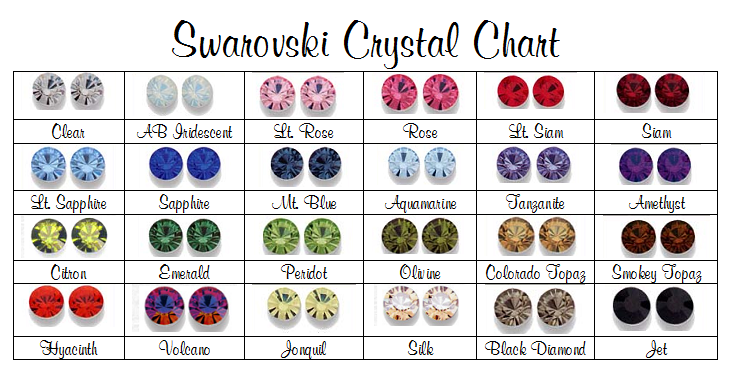 Swarovski Crystal Chart
Clear AB Iridescent Lt. Rose Rose Lt. Siam Siam
Lt. Sapphire Sapphire Mt. Blue Aquamarine Tanzanite Amethyst
Citron Emerald Peridot Olivine Colorado Topaz Smokey Topaz
Hyacinth Volcano Jonquil Silk Black Diamond Jet